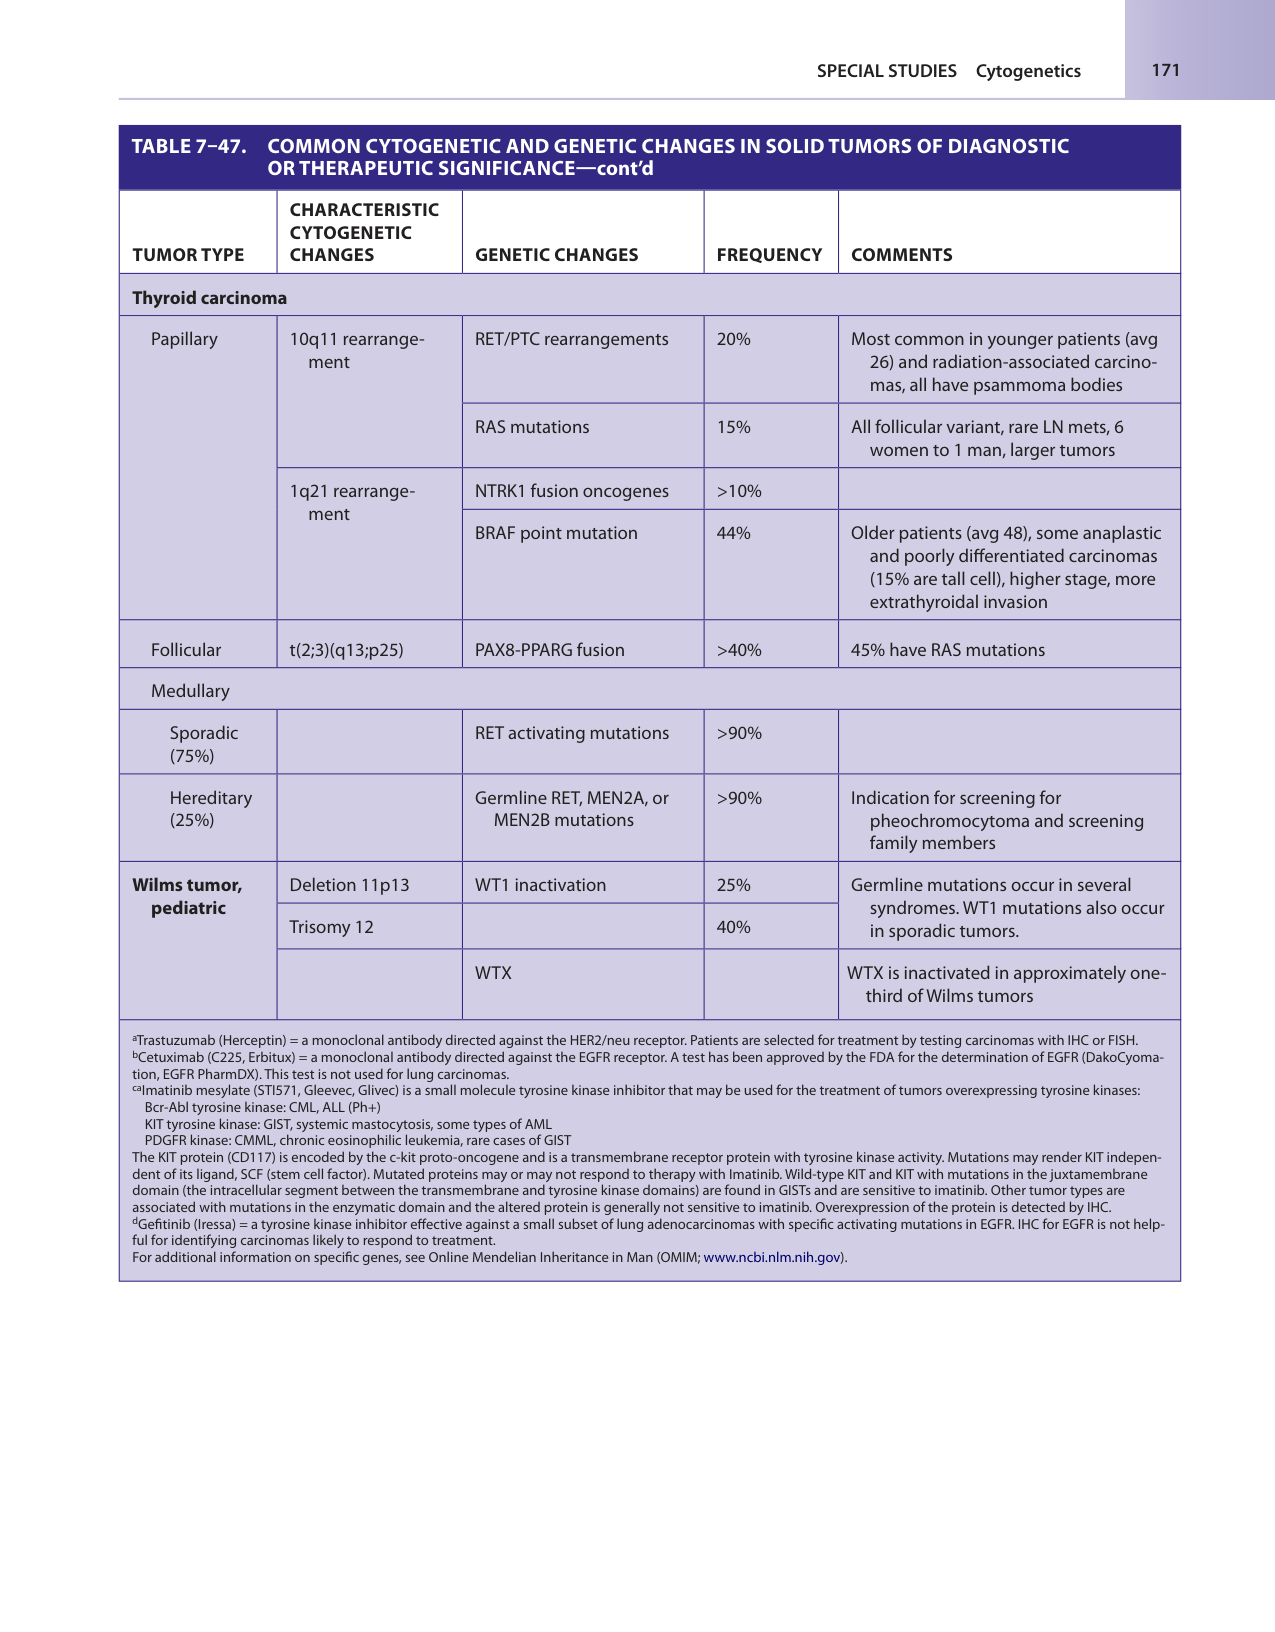 SPECIAL STUDIES Cytogenetics 171
TABLE 7–47. COMMON CYTOGENETIC AND GENETIC CHANGES IN SOLID TUMORS OF DIAGNOSTIC
OR THERAPEUTIC SIGNIFICANCE—cont’d
CHARACTERISTIC
CYTOGENETIC
TUMOR TYPE CHANGES GENETIC CHANGES FREQUENCY COMMENTS
Thyroid carcinoma
Papillary 10q11 rearrange- RET/PTC rearrangements 20% Most common in younger patients (avg
ment 26) and radiation-associated carcino-
mas, all have psammoma bodies
RAS mutations 15% All follicular variant, rare LN mets, 6
women to 1 man, larger tumors
1q21 rearrange- NTRK1 fusion oncogenes >10%
ment
BRAF point mutation 44% Older patients (avg 48), some anaplastic
and poorly differentiated carcinomas
(15% are tall cell), higher stage, more
extrathyroidal invasion
Follicular t(2;3)(q13;p25) PAX8-PPARG fusion >40% 45% have RAS mutations
Medullary
Sporadic RET activating mutations >90%
(75%)
Hereditary Germline RET, MEN2A, or >90% Indication for screening for
(25%) MEN2B mutations pheochromocytoma and screening
family members
Wilms tumor, Deletion 11p13 WT1 inactivation 25% Germline mutations occur in several
pediatric syndromes. WT1 mutations also occur
Trisomy 12 40% in sporadic tumors.
WTX WTX is inactivated in approximately one-
third of Wilms tumors
aTrastuzumab (Herceptin) = a monoclonal antibody directed against the HER2/neu receptor. Patients are selected for treatment by testing carcinomas with IHC or FISH.
bCetuximab (C225, Erbitux) = a monoclonal antibody directed against the EGFR receptor. A test has been approved by the FDA for the determination of EGFR (DakoCyoma-
tion, EGFR PharmDX). This test is not used for lung carcinomas.
caImatinib mesylate (STI571, Gleevec, Glivec) is a small molecule tyrosine kinase inhibitor that may be used for the treatment of tumors overexpressing tyrosine kinases:
Bcr-Abl tyrosine kinase: CML, ALL (Ph+)
KIT tyrosine kinase: GIST, systemic mastocytosis, some types of AML
PDGFR kinase: CMML, chronic eosinophilic leukemia, rare cases of GIST
The KIT protein (CD117) is encoded by the c-kit proto-oncogene and is a transmembrane receptor protein with tyrosine kinase activity. Mutations may render KIT indepen-
dent of its ligand, SCF (stem cell factor). Mutated proteins may or may not respond to therapy with Imatinib. Wild-type KIT and KIT with mutations in the juxtamembrane
domain (the intracellular segment between the transmembrane and tyrosine kinase domains) are found in GISTs and are sensitive to imatinib. Other tumor types are
associated with mutations in the enzymatic domain and the altered protein is generally not sensitive to imatinib. Overexpression of the protein is detected by IHC.
dGefitinib (Iressa) = a tyrosine kinase inhibitor effective against a small subset of lung adenocarcinomas with specific activating mutations in EGFR. IHC for EGFR is not help-
ful for identifying carcinomas likely to respond to treatment.
For additional information on specific genes, see Online Mendelian Inheritance in Man (OMIM; www.ncbi.nlm.nih.gov).